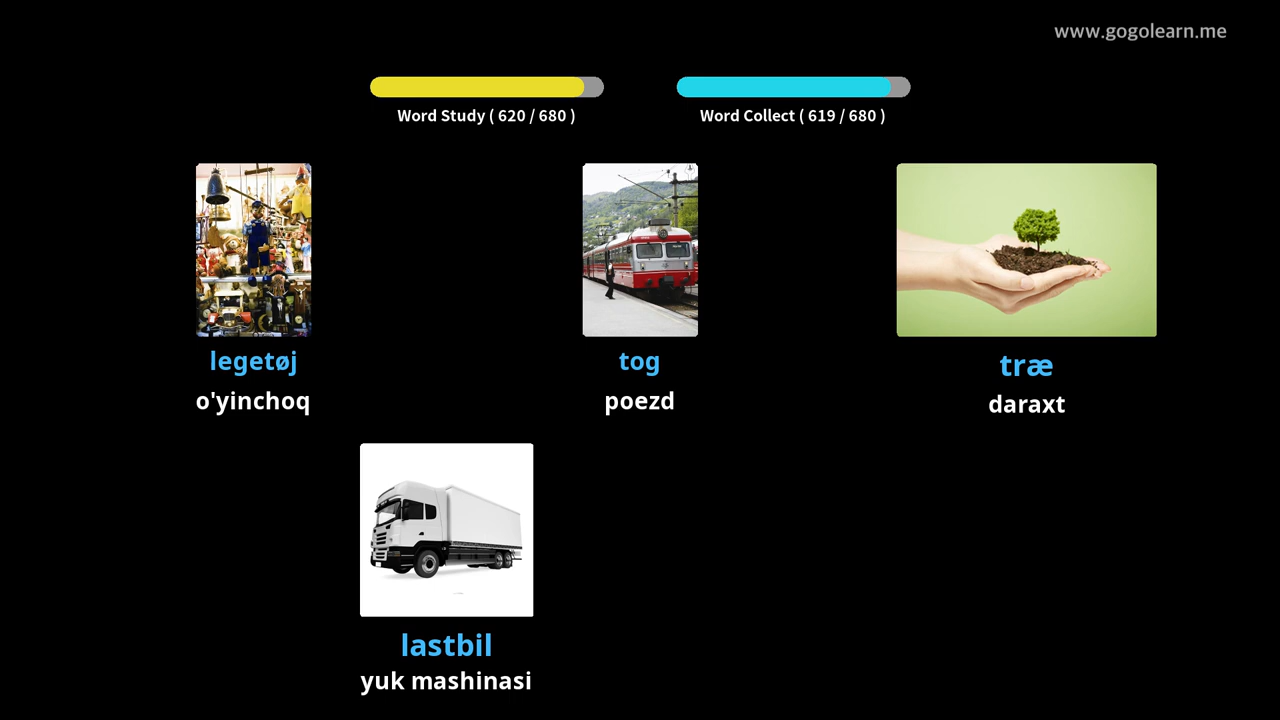 www.gogolearn.me
Word Study ( 620 / 680 )
Word Collect ( 619 / 680 )
legetøj
o'yinchoq
tog
poezd
træ
daraxt
lastbil
yuk mashinasi